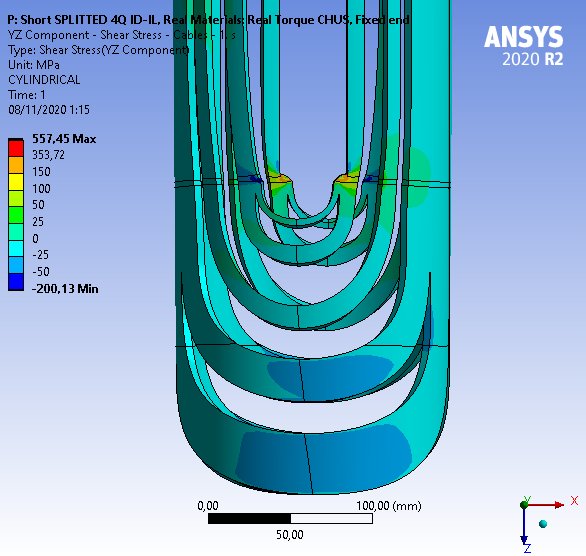 P: Short SPLITTED 4Q ID-IL, Real Materials; Real Torque CHUS, Fixed end
YZ Component - Shear Stress - Cables - 1. s
Type: Shear Stress(YZ Component)
Unit: MPa
CYLINDRICAL
Time: 1
08/11/2020 1:15
ANSYS
2020 R2
557,45 Max
353,72
150
100
50
25
0
-25
-50
-200,13 Min
0,00
100,00 (mm)
50,00
Y
X
Z